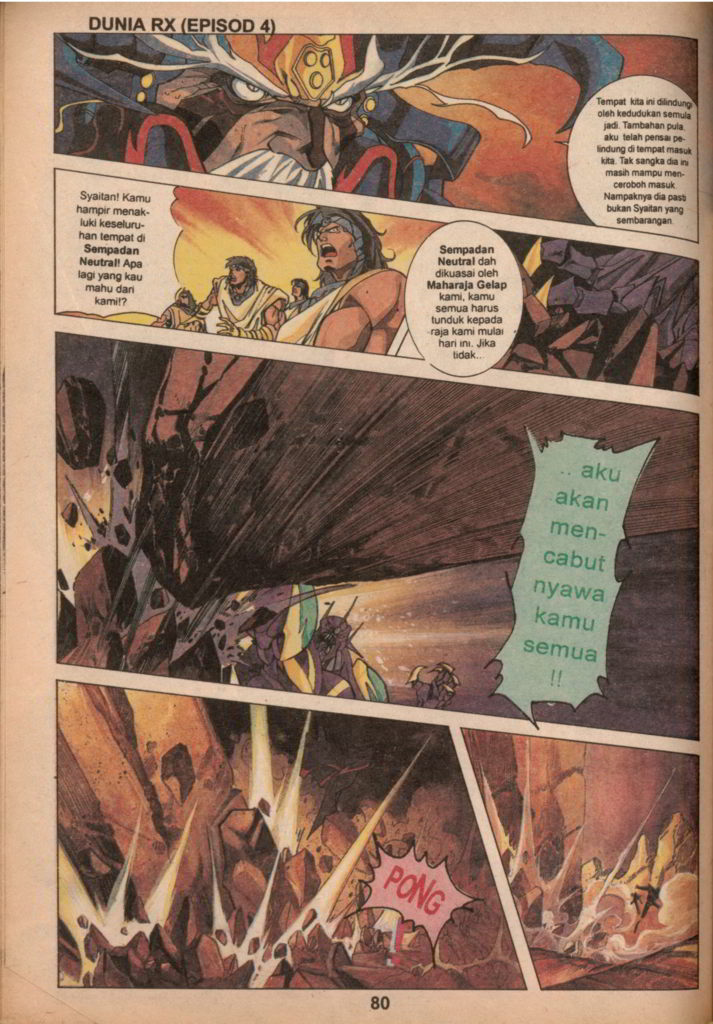 DUNIA RX (EPISOD 4)
Tempat kita ini dilindungi
oleh kedudukan semula
jadi. Tambahan pula,
aku telah pensai pe-
lindung di tempat masuk
kita. Tak sangka dia ini
masih mampu men-
ceroboh masuk.
Nampaknya dia pasti
bukan Syaitan yang
sembarangan.
Syaitan! Kamu
hampir menak-
luki keseluru-
han tempat di
Sempadan
Neutral! Apa
lagi yang kau
mahu dari
kami!?
Sempadan
Neutral dah
dikuasai oleh
Maharaja Gelap
kami, kamu
semua harus
tunduk kepada
raja kami mulai
hari ini. Jika
tidak...
... aku
akan
men-
cabut
nyawa
kamu
semua
!!
PONG
80